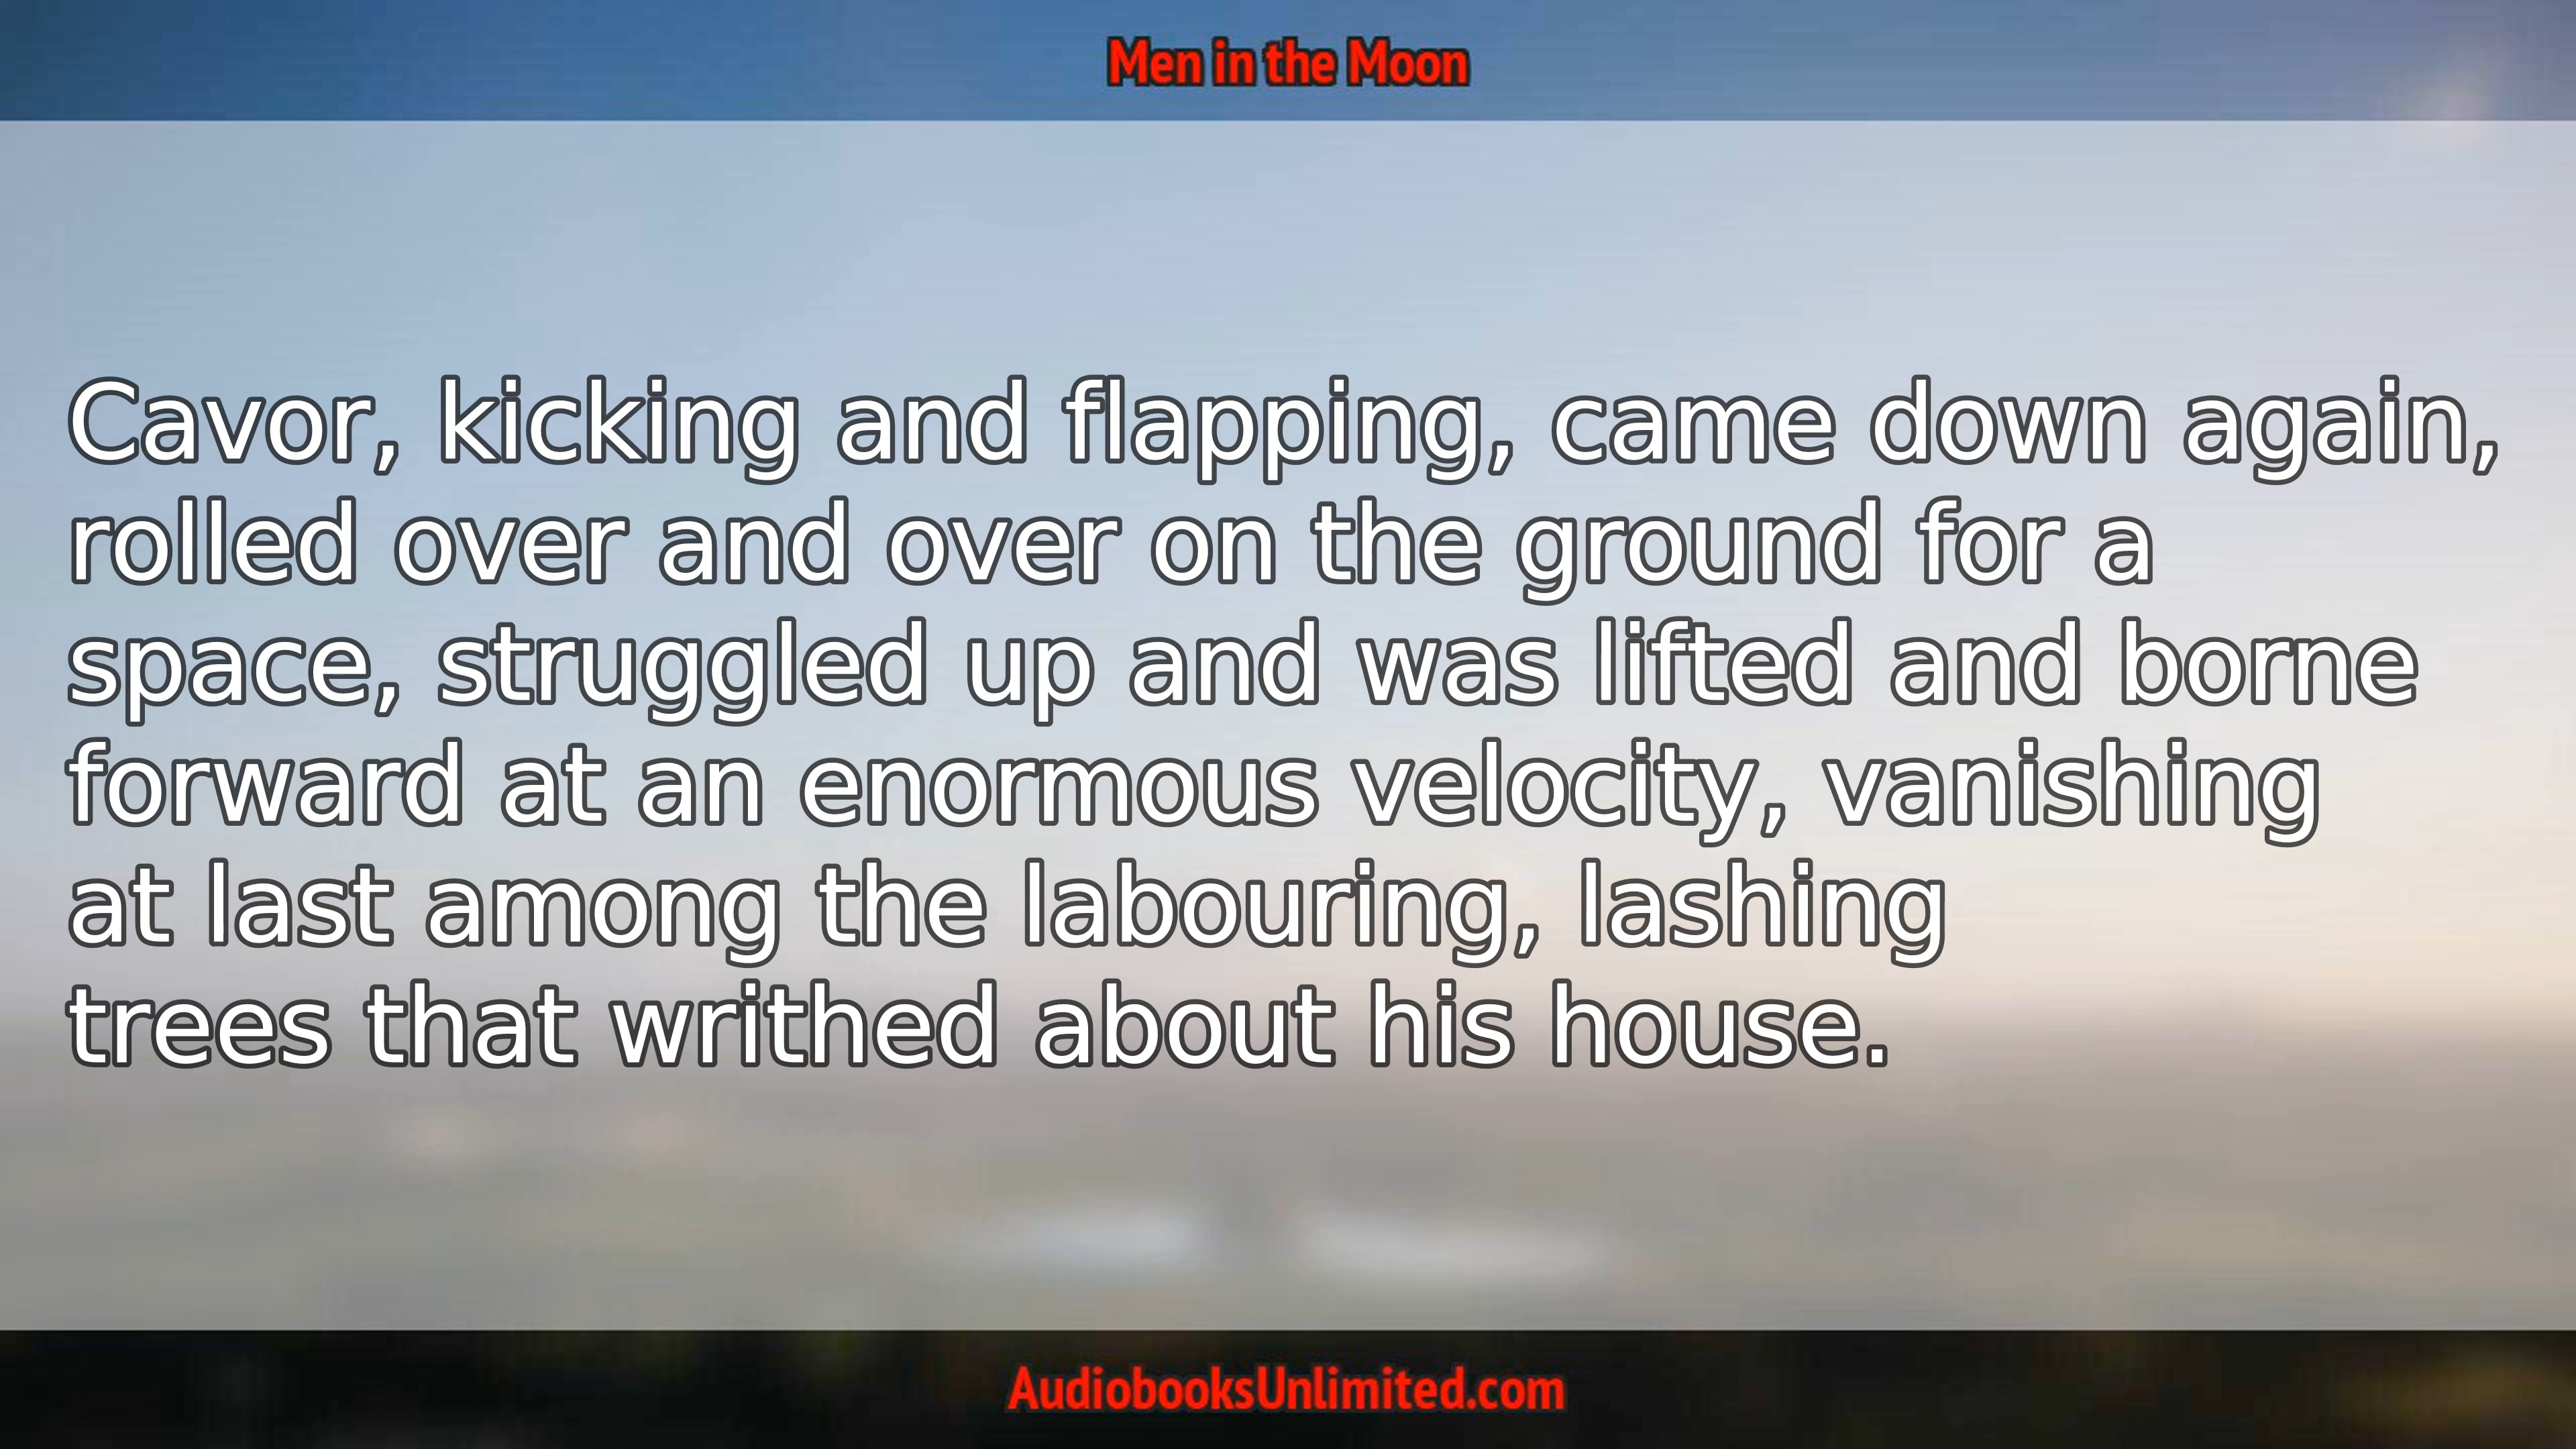 Men in the Moon
Cavor, kicking and flapping, came down again,
rolled over and over on the ground for a
space, struggled up and was lifted and borne
forward at an enormous velocity, vanishing
at last among the labouring, lashing
trees that writhed about his house.
AudiobooksUnlimited.com